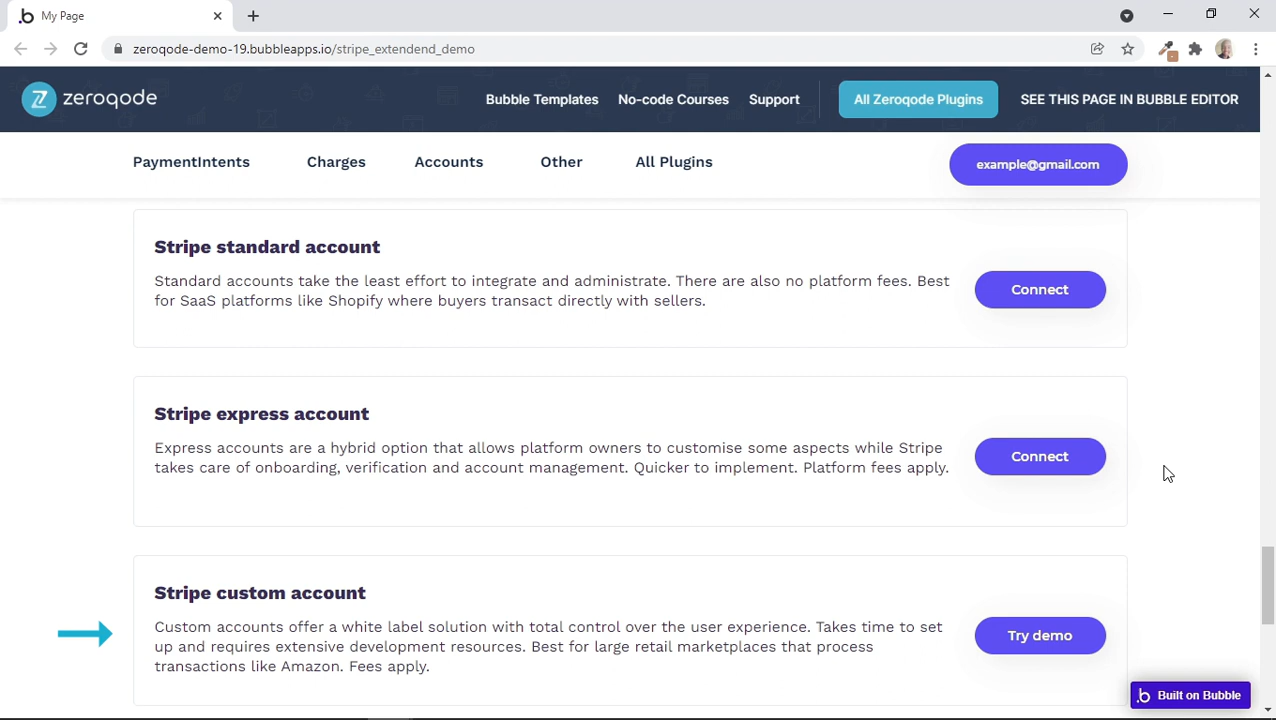 My Page
zeroqode-demo-19.bubbleapps.io/stripe_extendend_demo
zeroqode
Bubble Templates
No-code Courses
Support
All Zeroqode Plugins
SEE THIS PAGE IN BUBBLE EDITOR
PaymentIntents
Charges
Accounts
Other
All Plugins
example@gmail.com
Stripe standard account
Standard accounts take the least effort to integrate and administrate. There are also no platform fees. Best
for SaaS platforms like Shopify where buyers transact directly with sellers.
Connect
Stripe express account
Express accounts are a hybrid option that allows platform owners to customise some aspects while Stripe
takes care of onboarding, verification and account management. Quicker to implement. Platform fees apply.
Connect
Stripe custom account
Custom accounts offer a white label solution with total control over the user experience. Takes time to set
up and requires extensive development resources. Best for large retail marketplaces that process
transactions like Amazon. Fees apply.
Try demo
Built on Bubble